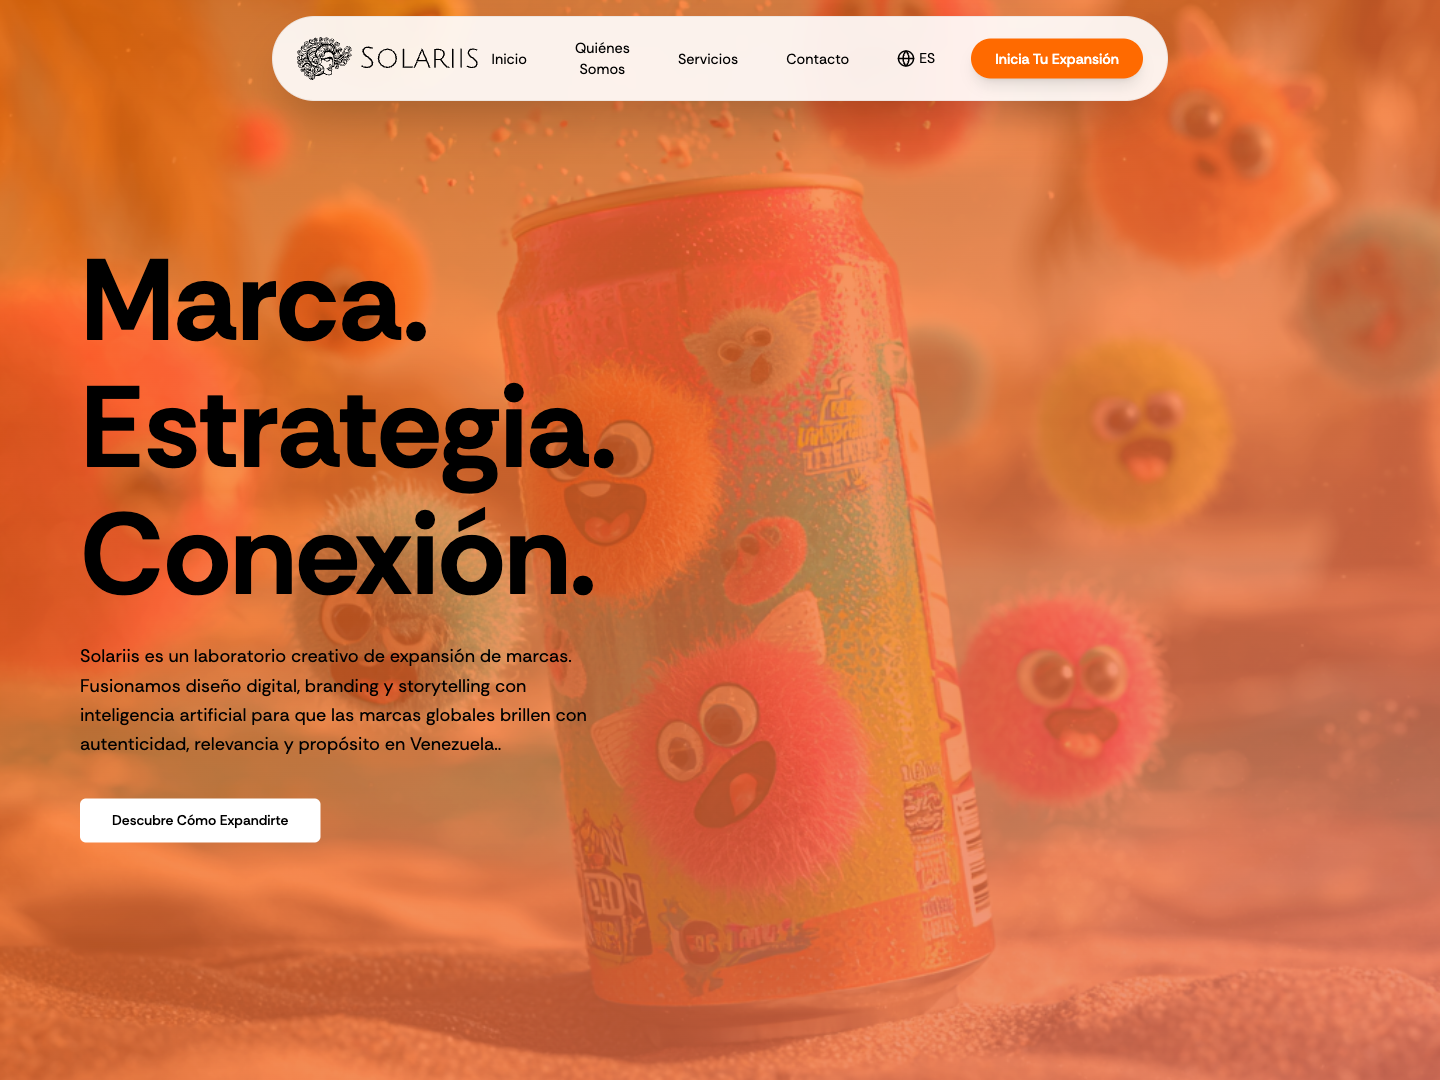 SOLARIIS
Inicio
Quiénes
Somos
Servicios
Contacto
ES
Inicia Tu Expansión
Marca.
Estrategia.
Conexión.
Solariis es un laboratorio creativo de expansión de marcas.
Fusionamos diseño digital, branding y storytelling con
inteligencia artificial para que las marcas globales brillen con
autenticidad, relevancia y propósito en Venezuela..
Descubre Cómo Expandirte